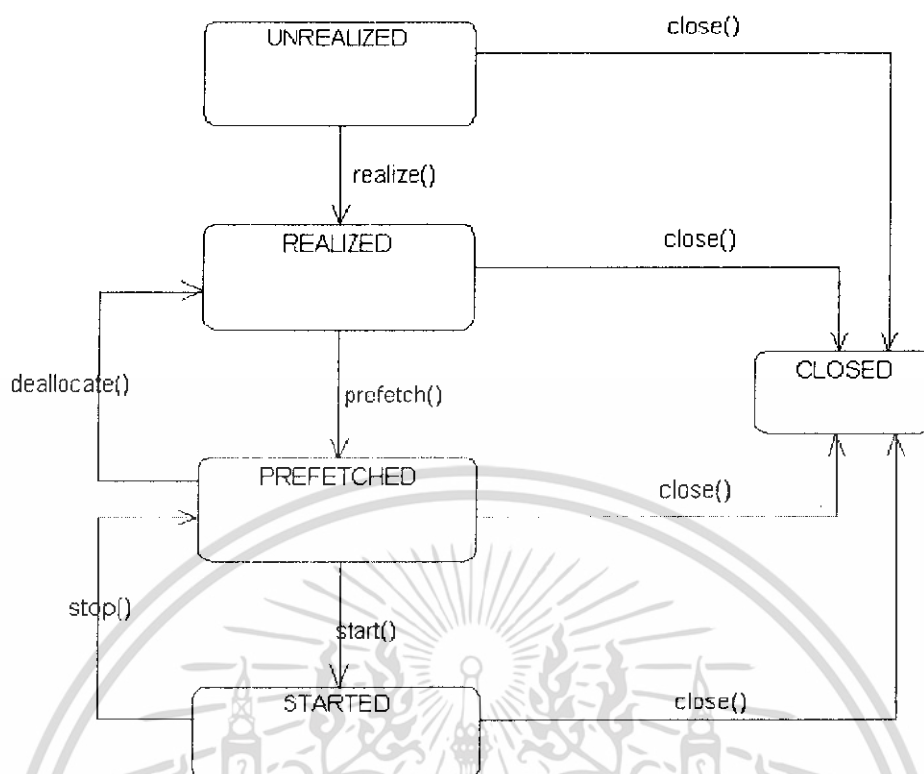 UNREALIZED
close()
realize()
REALIZED
close()
CLOSED
deallocate()
prefetch()
PREFETCHED
close()
stop()
start()
STARTED
close()